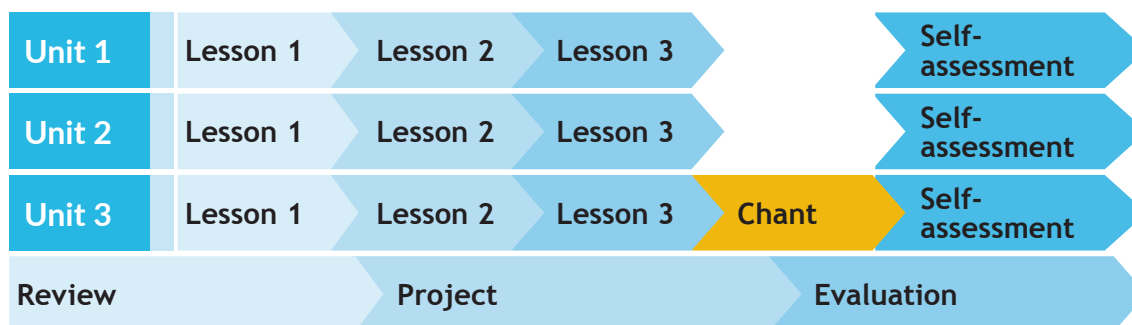 Unit 1 Lesson 1 Lesson 2 Lesson 3 Self-
assessment
Unit 2 Lesson 1 Lesson 2 Lesson 3 Self-
assessment
Unit 3 Lesson 1 Lesson 2 Lesson 3 Chant Self-
assessment
Review Project Evaluation